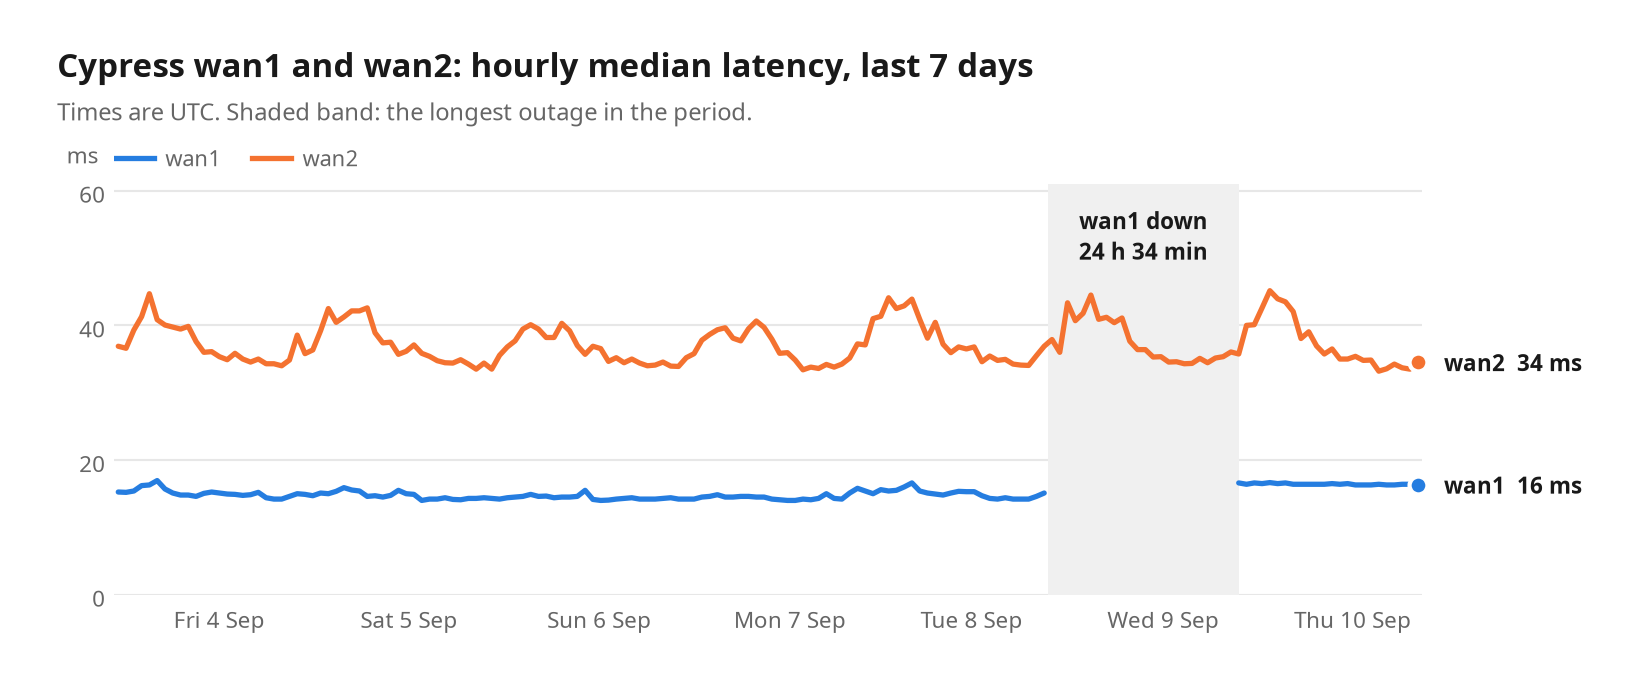 Cypress wan1 and wan2: hourly median latency, last 7 days
Times are UTC. Shaded band: the longest outage in the period.
ms wan1 wan2
60
wan1 down
24 h 34 min
40
wan2 34 ms
20
wan1 16 ms
0
Fri 4 Sep Sat 5 Sep Sun 6 Sep Mon 7 Sep Tue 8 Sep Wed 9 Sep Thu 10 Sep